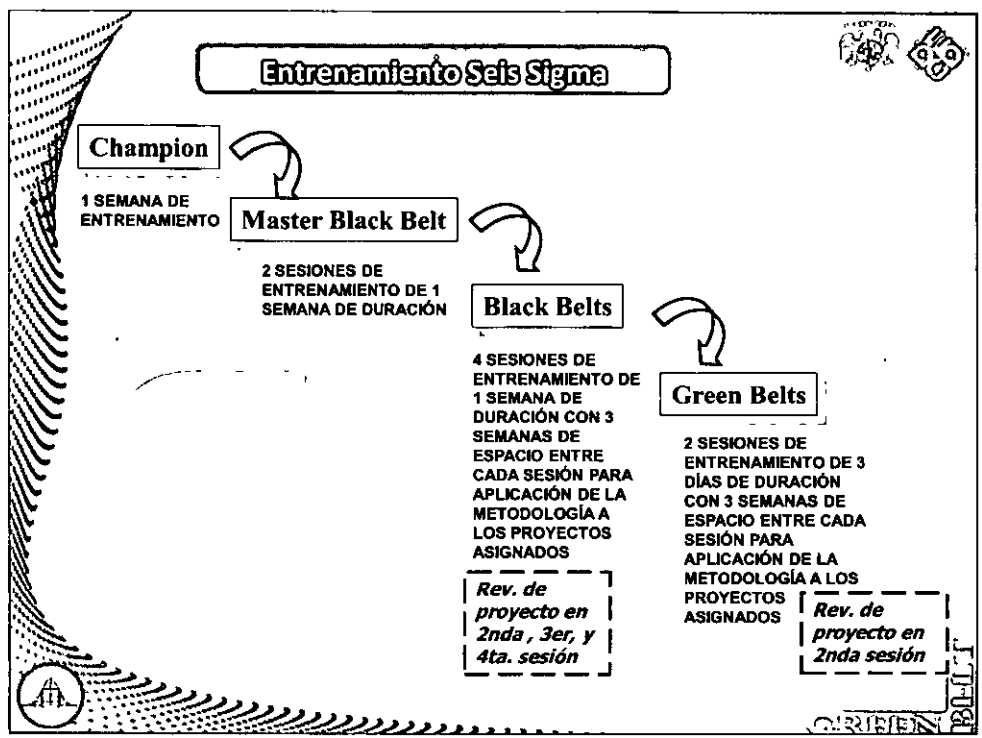 Entrenamiento Seis Sigma
Champion
1 SEMANA DE
ENTRENAMIENTO
Master Black Belt
2 SESIONES DE
ENTRENAMIENTO DE 1
SEMANA DE DURACIÓN
Black Belts
4 SESIONES DE
ENTRENAMIENTO DE
1 SEMANA DE
DURACIÓN CON 3
SEMANAS DE
ESPACIO ENTRE
CADA SESIÓN PARA
APLICACIÓN DE LA
METODOLOGÍA A
LOS PROYECTOS
ASIGNADOS
Rev. de
proyecto en
2nda , 3er, y
4ta. sesión
Green Belts
2 SESIONES DE
ENTRENAMIENTO DE 3
DÍAS DE DURACIÓN
CON 3 SEMANAS DE
ESPACIO ENTRE CADA
SESIÓN PARA
APLICACIÓN DE LA
METODOLOGÍA A LOS
PROYECTOS
ASIGNADOS
Rev. de
proyecto en
2nda sesión
GREEN
BELT